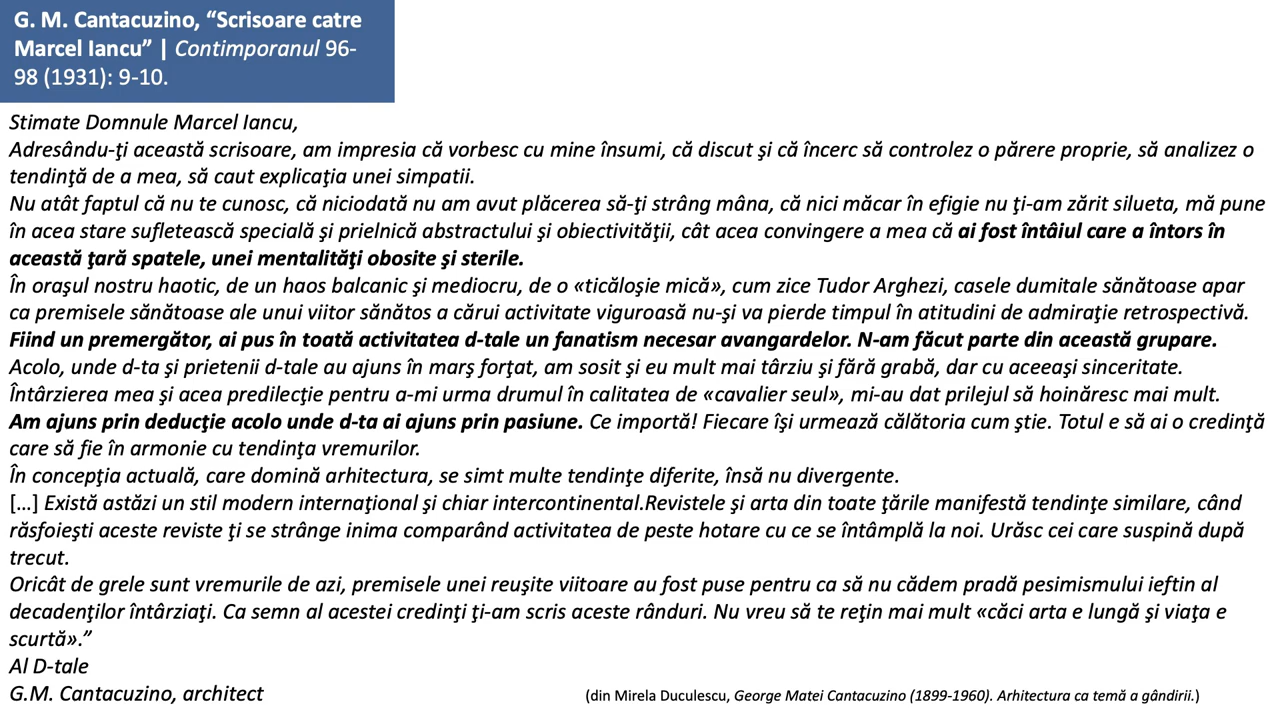 G. M. Cantacuzino, “Scrisoare catre
Marcel Iancu” | Contimporanul 96-
98 (1931): 9-10.
Stimate Domnule Marcel Iancu,
Adresându-ţi această scrisoare, am impresia că vorbesc cu mine însumi, că discut şi că încerc să controlez o părere proprie, să analizez o
tendinţă de a mea, să caut explicaţia unei simpatii.
Nu atât faptul că nu te cunosc, că niciodată nu am avut plăcerea să-ţi strâng mâna, că nici măcar în efigie nu ţi-am zărit silueta, mă pune
în acea stare sufletească specială şi prielnică abstractului şi obiectivităţii, cât acea convingere a mea că ai fost întâiul care a întors în
această ţară spatele, unei mentalităţi obosite şi sterile.
În oraşul nostru haotic, de un haos balcanic şi mediocru, de o «ticăloşie mică», cum zice Tudor Arghezi, casele dumitale sănătoase apar
ca premisele sănătoase ale unui viitor sănătos a cărui activitate viguroasă nu-şi va pierde timpul în atitudini de admiraţie retrospectivă.
Fiind un premergător, ai pus în toată activitatea d-tale un fanatism necesar avangardelor. N-am făcut parte din această grupare.
Acolo, unde d-ta şi prietenii d-tale au ajuns în marş forţat, am sosit şi eu mult mai târziu şi fără grabă, dar cu aceeaşi sinceritate.
Întârzierea mea şi acea predilecţie pentru a-mi urma drumul în calitatea de «cavalier seul», mi-au dat prilejul să hoinăresc mai mult.
Am ajuns prin deducţie acolo unde d-ta ai ajuns prin pasiune. Ce importă! Fiecare îşi urmează călătoria cum ştie. Totul e să ai o credinţă
care să fie în armonie cu tendinţa vremurilor.
În concepţia actuală, care domină arhitectura, se simt multe tendinţe diferite, însă nu divergente.
[…] Există astăzi un stil modern internaţional şi chiar intercontinental.Revistele şi arta din toate ţările manifestă tendinţe similare, când
răsfoieşti aceste reviste ţi se strânge inima comparând activitatea de peste hotare cu ce se întâmplă la noi. Urăsc cei care suspină după
trecut.
Oricât de grele sunt vremurile de azi, premisele unei reuşite viitoare au fost puse pentru ca să nu cădem pradă pesimismului ieftin al
decadenţilor întârziaţi. Ca semn al acestei credinţi ţi-am scris aceste rânduri. Nu vreu să te reţin mai mult «căci arta e lungă şi viaţa e
scurtă».”
Al D-tale
G.M. Cantacuzino, architect
(din Mirela Duculescu, George Matei Cantacuzino (1899-1960). Arhitectura ca temă a gândirii.)